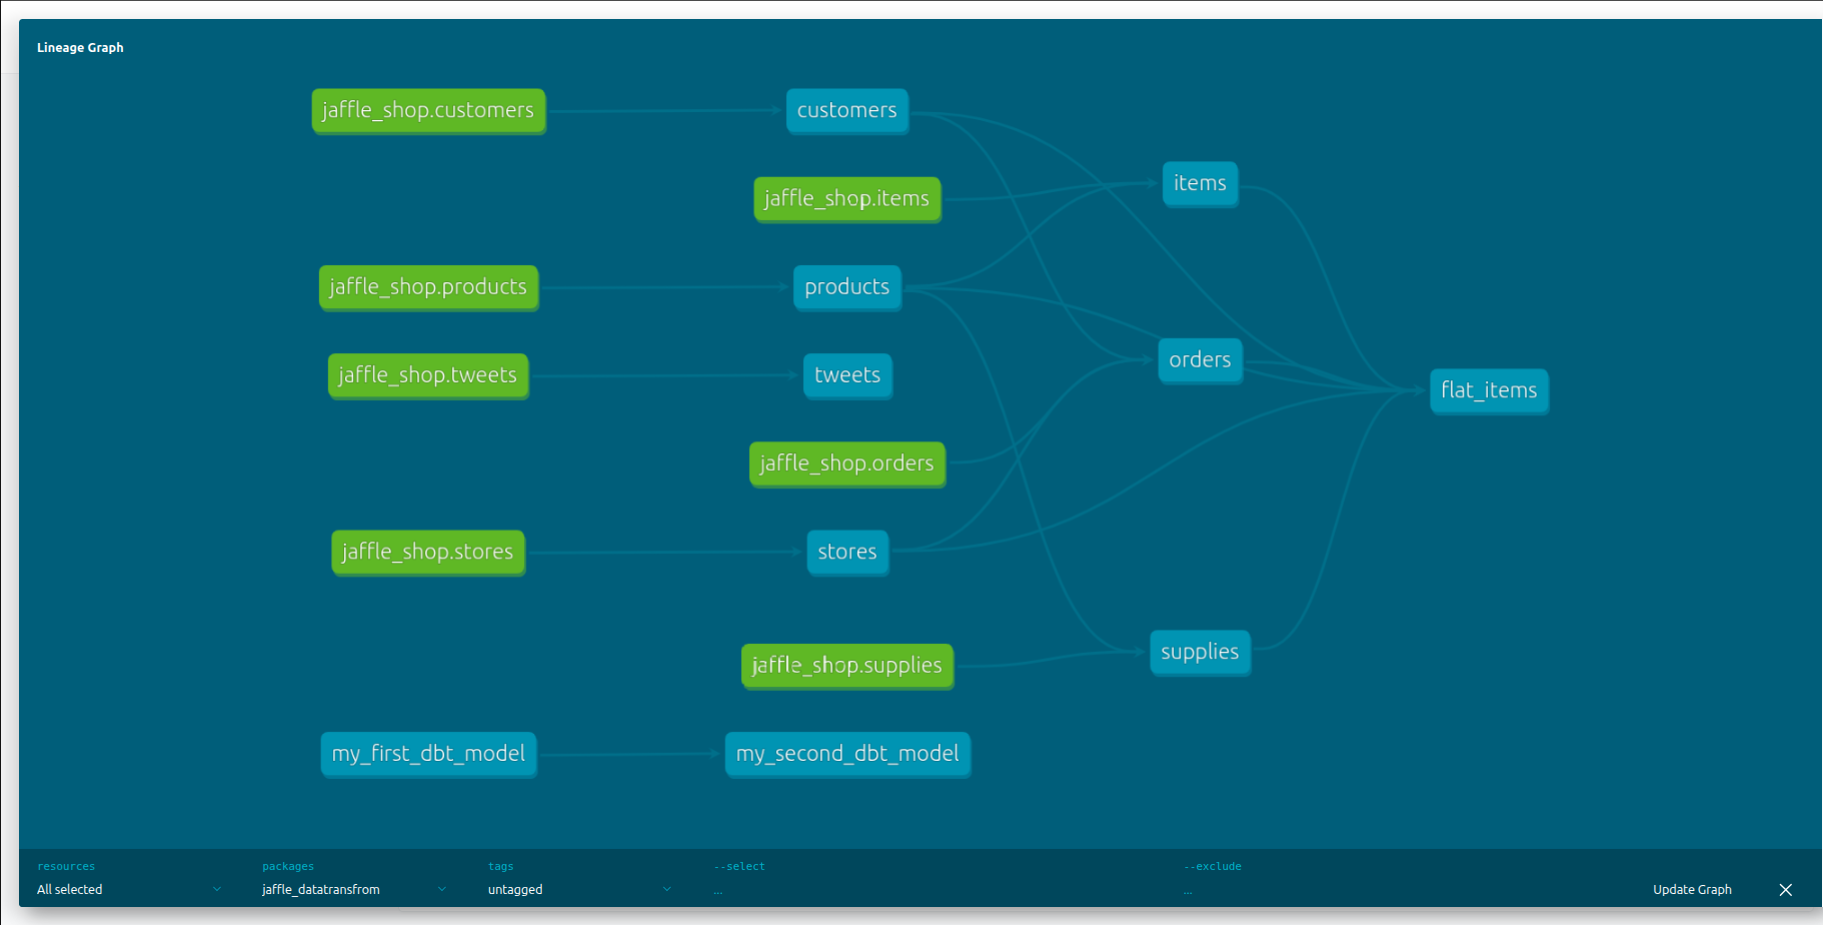 Lineage Graph
jaffle_shop.customers
customers
items
jaffle_shop.items
jaffle_shop.products
products
orders
jaffle_shop.tweets
tweets
flat_items
jaffle_shop.orders
jaffle_shop.stores
stores
supplies
jaffle_shop.supplies
my_first_dbt_model
my_second_dbt_model
resources
packages
tags
--select
--exclude
All selected
jaffle_datatransfrom
untagged
...
...
Update Graph